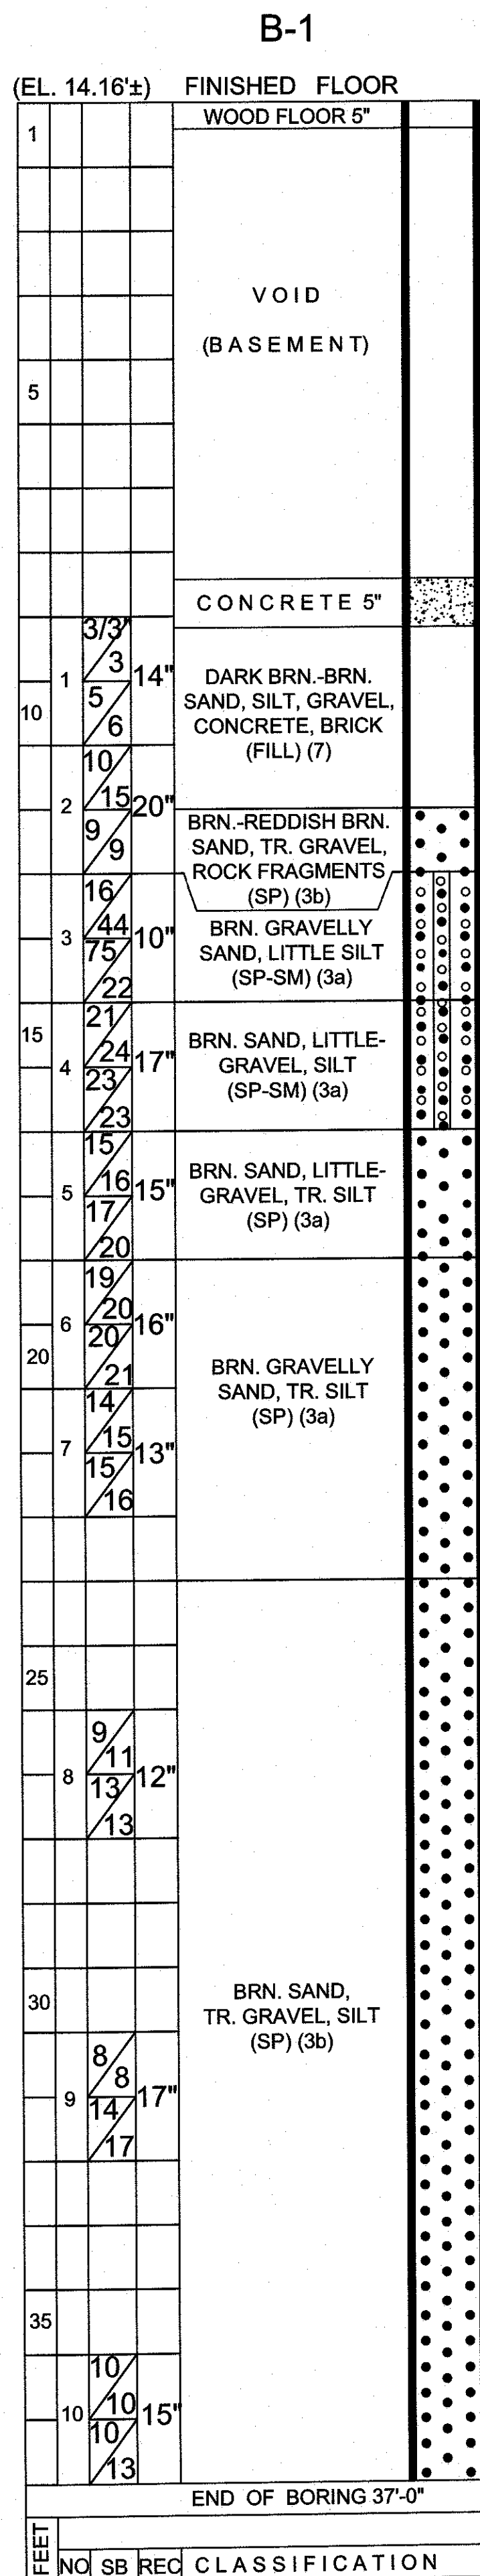 B-1
(EL. 14.16'±) FINISHED FLOOR
WOOD FLOOR 5"
1
VOID
(BASEMENT)
5
CONCRETE 5"
3/3"
3
1
14"
5
6
10
DARK BRN.-BRN.
SAND, SILT, GRAVEL,
CONCRETE, BRICK
(FILL) (7)
10
15
2
20"
9
9
BRN.-REDDISH BRN.
SAND, TR. GRAVEL,
ROCK FRAGMENTS
(SP) (3b)
16
44
3
10"
75
22
BRN. GRAVELLY
SAND, LITTLE SILT
(SP-SM) (3a)
15
21
24
4
17"
23
23
BRN. SAND, LITTLE-
GRAVEL, SILT
(SP-SM) (3a)
15
16
5
15"
17
20
BRN. SAND, LITTLE-
GRAVEL, TR. SILT
(SP) (3a)
19
20
6
16"
20
21
20
BRN. GRAVELLY
SAND, TR. SILT
(SP) (3a)
14
15
7
13"
15
16
25
9
11
8
12"
13
13
30
BRN. SAND,
TR. GRAVEL, SILT
(SP) (3b)
8
8
9
17"
14
17
35
10
10
10
15"
10
13
END OF BORING 37'-0"
FEET
NO SB REC CLASSIFICATION